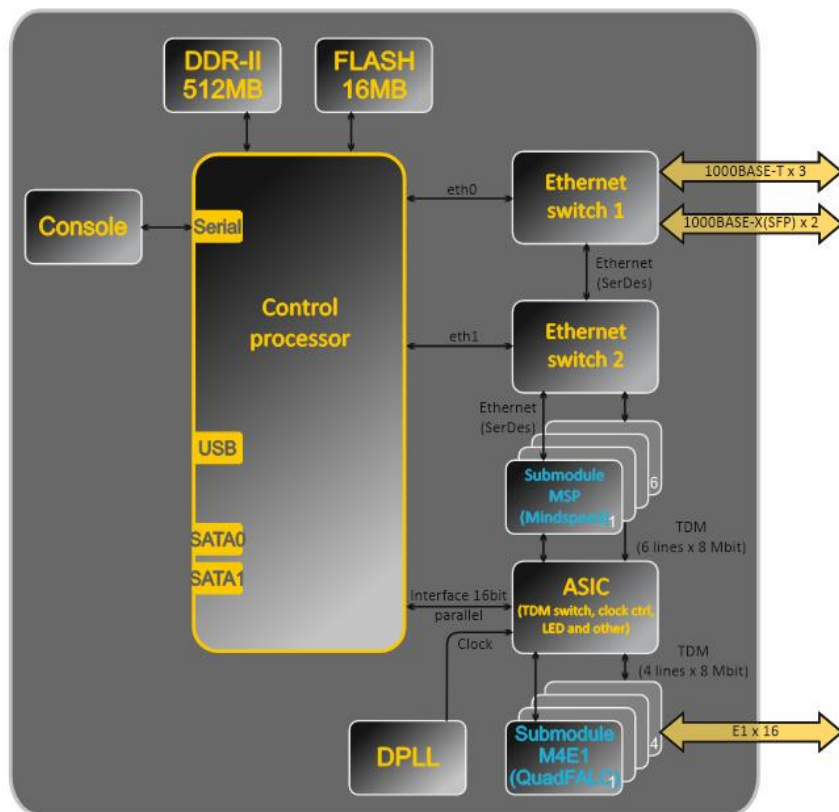 DDR-II
512MB
FLASH
16MB
Console
Serial
Control
processor
USB
SATA0
SATA1
eth0
Ethernet
switch 1
1000BASE-T x 3
1000BASE-X(SFP) x 2
Ethernet
(SerDes)
eth1
Ethernet
switch 2
Ethernet
(SerDes)
Submodule
MSP
(Mindspeed)
1
6
TDM
(6 lines x 8 Mbit)
Interface 16bit
parallel
ASIC
(TDM switch, clock ctrl,
LED and other)
Clock
TDM
(4 lines x 8 Mbit)
DPLL
Submodule
M4E1
(QuadFALC)
1
4
E1 x 16